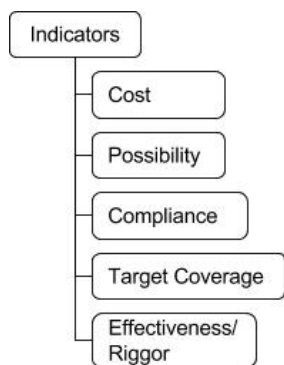 Indicators
Cost
Possibility
Compliance
Target Coverage
Effectiveness/
Riggor